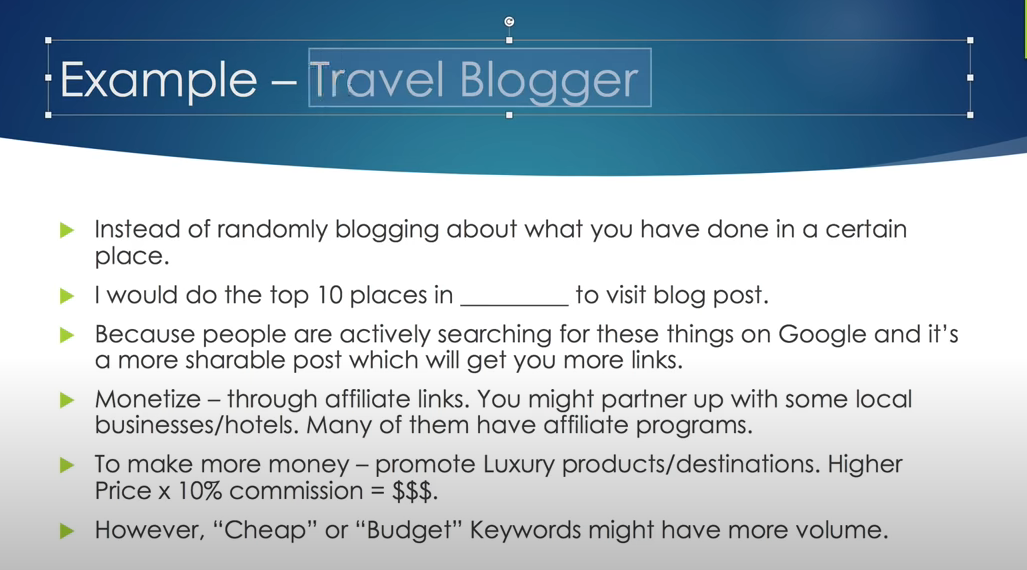 Example – Travel Blogger
Instead of randomly blogging about what you have done in a certain
place.
I would do the top 10 places in _________ to visit blog post.
Because people are actively searching for these things on Google and it's
a more sharable post which will get you more links.
Monetize – through affiliate links. You might partner up with some local
businesses/hotels. Many of them have affiliate programs.
To make more money – promote Luxury products/destinations. Higher
Price x 10% commission = $$$.
However, “Cheap” or “Budget” Keywords might have more volume.